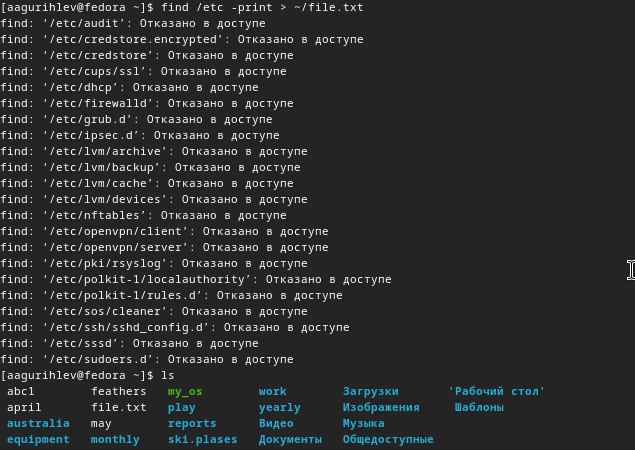 [aagurihlev@fedora ~]$ find /etc -print > ~/file.txt
find: ‘/etc/audit’: Отказано в доступе
find: ‘/etc/credstore.encrypted’: Отказано в доступе
find: ‘/etc/credstore’: Отказано в доступе
find: ‘/etc/cups/ssl’: Отказано в доступе
find: ‘/etc/dhcp’: Отказано в доступе
find: ‘/etc/firewalld’: Отказано в доступе
find: ‘/etc/grub.d’: Отказано в доступе
find: ‘/etc/ipsec.d’: Отказано в доступе
find: ‘/etc/lvm/archive’: Отказано в доступе
find: ‘/etc/lvm/backup’: Отказано в доступе
find: ‘/etc/lvm/cache’: Отказано в доступе
find: ‘/etc/lvm/devices’: Отказано в доступе
find: ‘/etc/nftables’: Отказано в доступе
find: ‘/etc/openvpn/client’: Отказано в доступе
find: ‘/etc/openvpn/server’: Отказано в доступе
find: ‘/etc/pki/rsyslog’: Отказано в доступе
find: ‘/etc/polkit-1/localauthority’: Отказано в доступе
find: ‘/etc/polkit-1/rules.d’: Отказано в доступе
find: ‘/etc/sos/cleaner’: Отказано в доступе
find: ‘/etc/ssh/sshd_config.d’: Отказано в доступе
find: ‘/etc/sssd’: Отказано в доступе
find: ‘/etc/sudoers.d’: Отказано в доступе
[aagurihlev@fedora ~]$ ls
abc1 feathers my_os work Загрузки 'Рабочий стол'
april file.txt play yearly Изображения Шаблоны
australia may reports Видео Музыка
equipment monthly ski.plases Документы Общедоступные